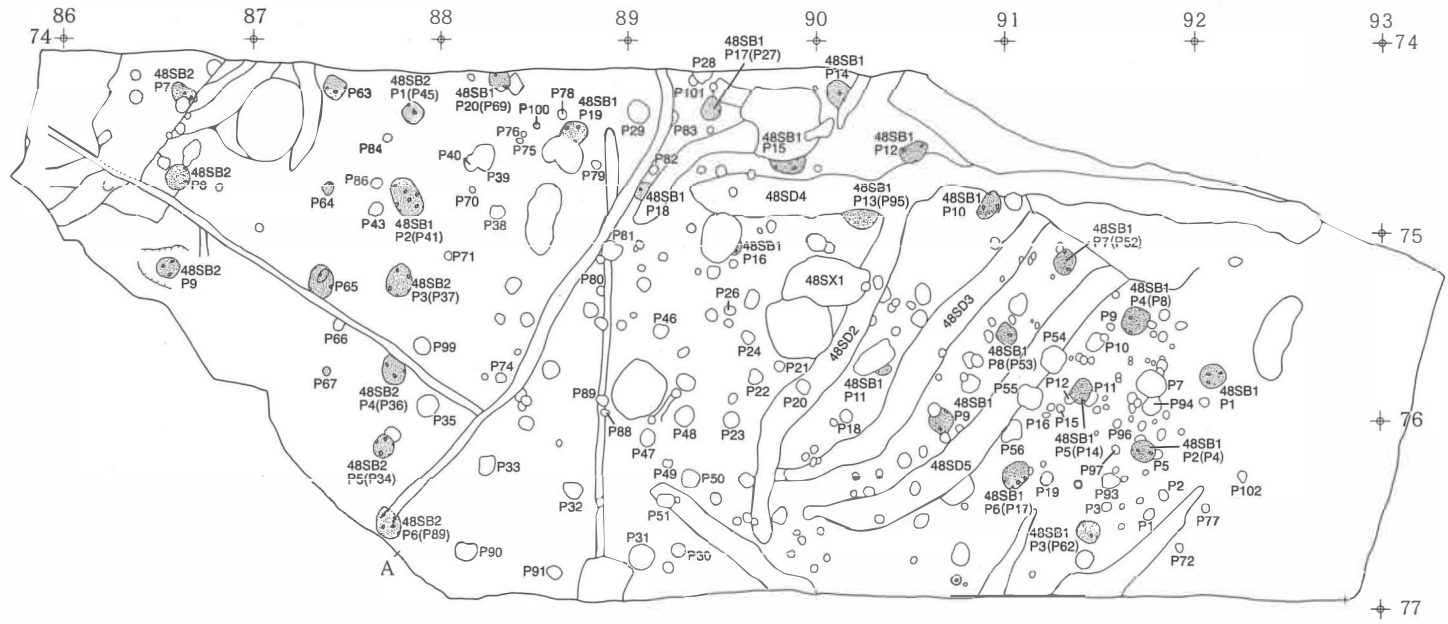 86 87 88 89 90 91 92 93
74 74
48SB2
P7
P63
48SB2
P1(P45)
48SB1
P20(P69)
P100
P78
48SB1
P19
P76
P75
P79
P29
P28
P101
48SB1
P17(P27)
P83
P82
48SB1
P14
48SB1
P15
48SB1
P12
P84
P40
P39
P70
P38
P86
P64
P43
48SB2
P8
48SB1
P2(P41)
48SB1
P18
48SD4
48SB1
P13(P95)
48SB1
P10
75
P71
P81
P80
48SB1
P16
48SX1
48SB1
P7(P52)
48SB2
P9
P65
48SB2
P3(P37)
P66
P99
P67
P74
48SB2
P4(P36)
P35
P26
P46
P24
P21
P22
P20
48SD2
48SD3
48SB1
P11
48SB1
P8(P53)
P54
P55
P9
48SB1
P4(P8)
P10
P7
P94
48SB1
P1
76
P89
P88
P48
P47
P23
P18
48SB1
P9
P12
P11
P16
P15
48SB1
P5(P14)
P96
P97
48SB1
P2(P4)
P5
48SB2
P5(P34)
P33
P32
P49
P50
P51
48SD5
P56
48SB1
P6(P17)
P19
P93
P3
P2
P1
P77
P102
48SB2
P6(P89)
A
P90
P91
P31
P30
48SB1
P3(P62)
P72
77